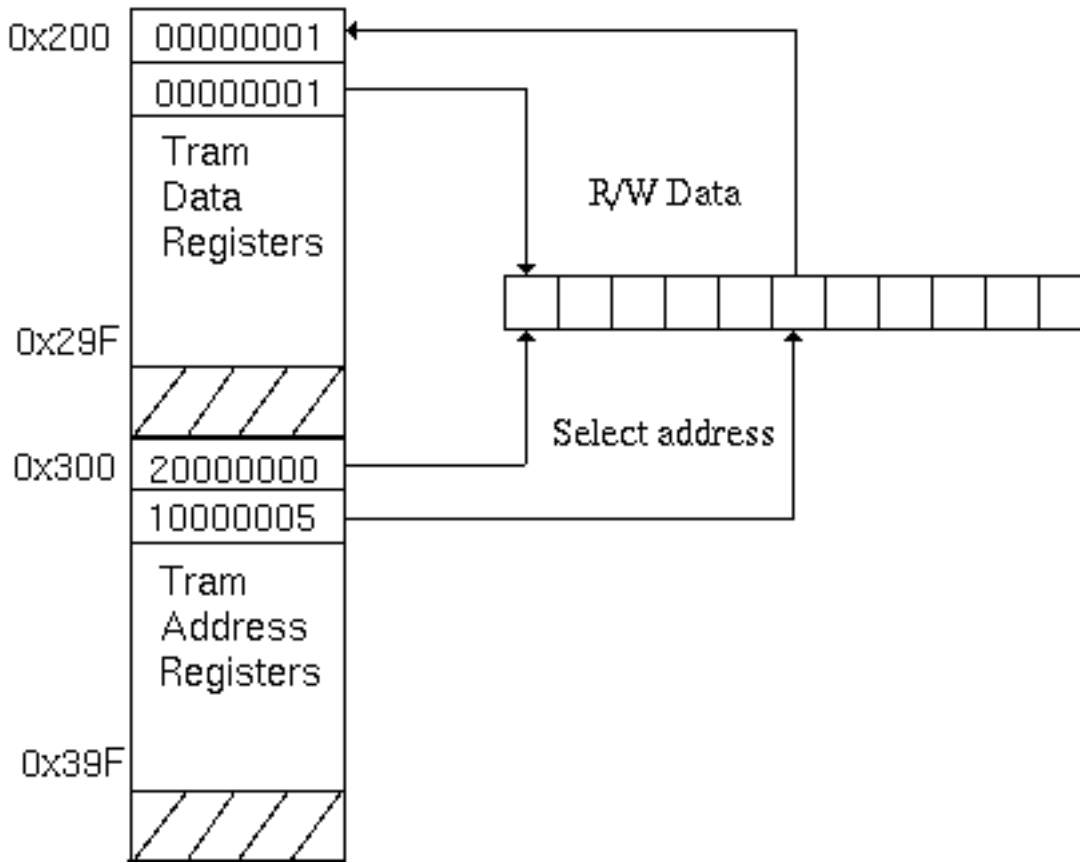 0x200
00000001
00000001
Tram
Data
Registers
R/W Data
0x29F
Select address
0x300
20000000
10000005
Tram
Address
Registers
0x39F